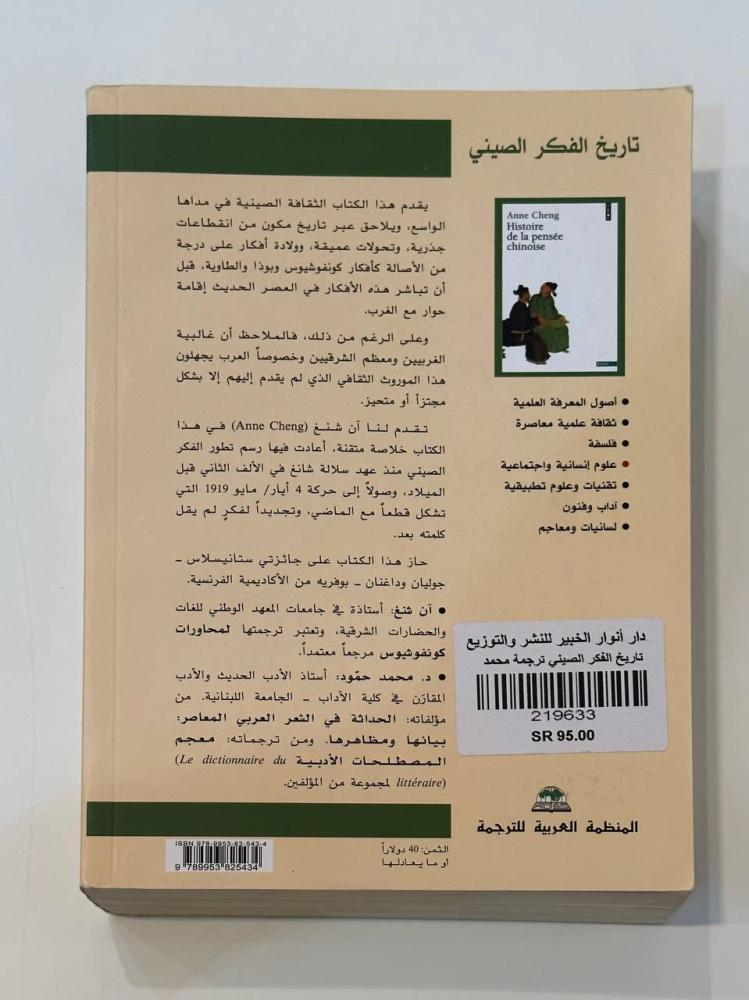 تاريخ الفكر الصيني
Anne Cheng
Histoire
de la pensée
chinoise
● أصول المعرفة العلمية
● ثقافة علمية معاصرة
● فلسفة
● علوم إنسانية واجتماعية
● تقنيات وعلوم تطبيقية
● آداب وفنون
● لسانيات ومعاجم
يقدم هذا الكتاب الثقافة الصينية في مداها
الواسع، ويلاحق عبر تاريخ مكون من انقطاعات
جذرية، وتحولات عميقة، وولادة أفكار على درجة
من الأصالة كأفكار كونفوشيوس وبوذا والطاوية، قبل
أن تباشر هذه الأفكار في العصر الحديث إقامة
حوار مع الغرب.
وعلى الرغم من ذلك، فالملاحظ أن غالبية
الغربيين ومعظم الشرقيين وخصوصاً العرب يجهلون
هذا الموروث الثقافي الذي لم يقدم إليهم إلا بشكل
مجتزأ أو متحيز.
تقدم لنا آن شنغ (Anne Cheng) في هذا
الكتاب خلاصة متقنة، أعادت فيها رسم تطور الفكر
الصيني منذ عهد سلالة شانغ في الألف الثاني قبل
الميلاد، وصولاً إلى حركة 4 أيار/ مايو 1919 التي
تشكل قطعاً مع الماضي، وتجديداً لفكرٍ لم يقل
كلمته بعد.
حاز هذا الكتاب على جائزتي ستانيسلاس ـ
جوليان وداغنان ـ بوفريه من الأكاديمية الفرنسية.
● آن شنغ: أستاذة في جامعات المعهد الوطني للغات
والحضارات الشرقية، وتعتبر ترجمتها لمحاورات
كونفوشيوس مرجعاً معتمداً.
● د. محمد حمّود: أستاذ الأدب الحديث والأدب
المقارَن في كلية الآداب ـ الجامعة اللبنانية. من
مؤلفاته: الحداثة في الشعر العربي المعاصر:
بيانها ومظاهرها. ومن ترجماته: معجم
المصطلحات الأدبية (Le dictionnaire du
littéraire) لمجموعة من المؤلفين.
دار أنوار الخبير للنشر والتوزيع
تاريخ الفكر الصيني ترجمة محمد
219633
SR 95.00
المنظمة العربية للترجمة
ISBN 978-9953-82-543-4
9 789953 825434
الثمن: 40 دولاراً
أو ما يعادلها